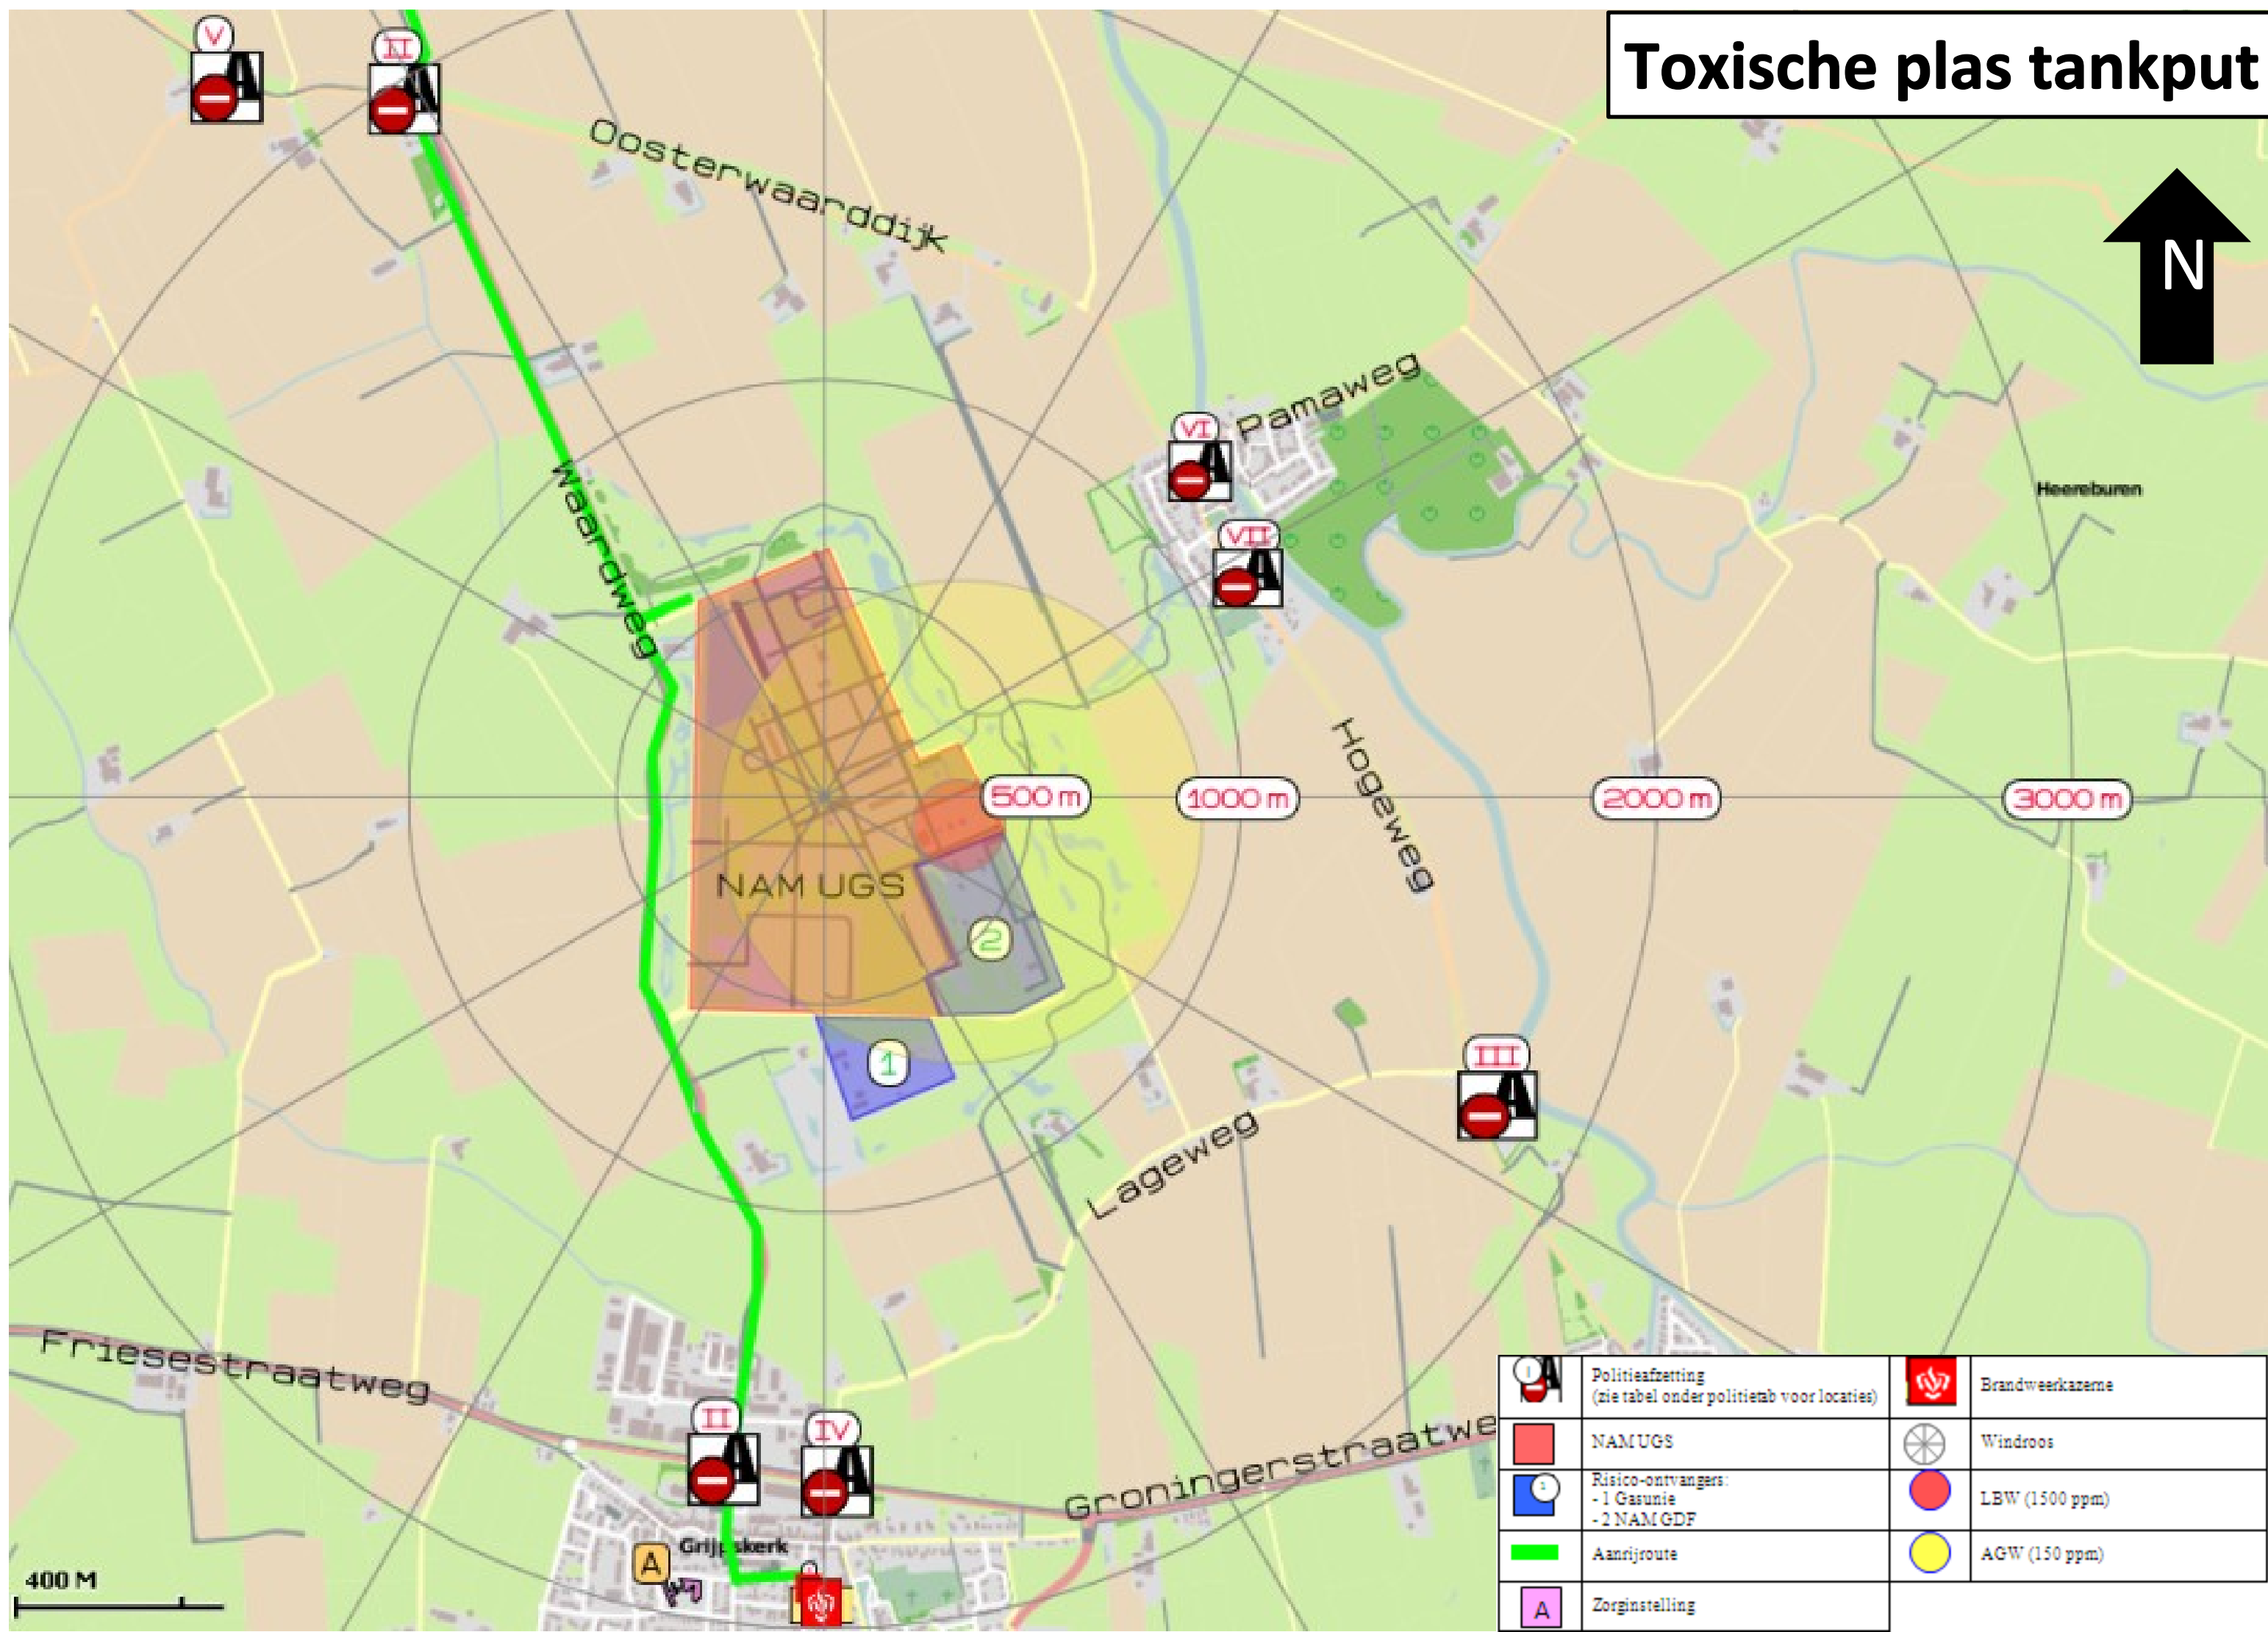 Toxische plas tankput
V
II
N
Oosterwaarddijk
Pamaweg
VI
Waardweg
VII
Heereburen
Hogeweg
500 m
1000 m
2000 m
3000 m
NAM UGS
2
1
III
Lageweg
Friesestraatweg
II
IV
Groningerstraatwe
Grijpskerk
A
400 M
Politieafzetting
(zie tabel onder politietab voor locaties)
Brandweerkazerne
NAM UGS
Windroos
Risico-ontvangers:
- 1 Gasunie
- 2 NAM GDF
LBW (1500 ppm)
Aanrijroute
AGW (150 ppm)
A
Zorginstelling